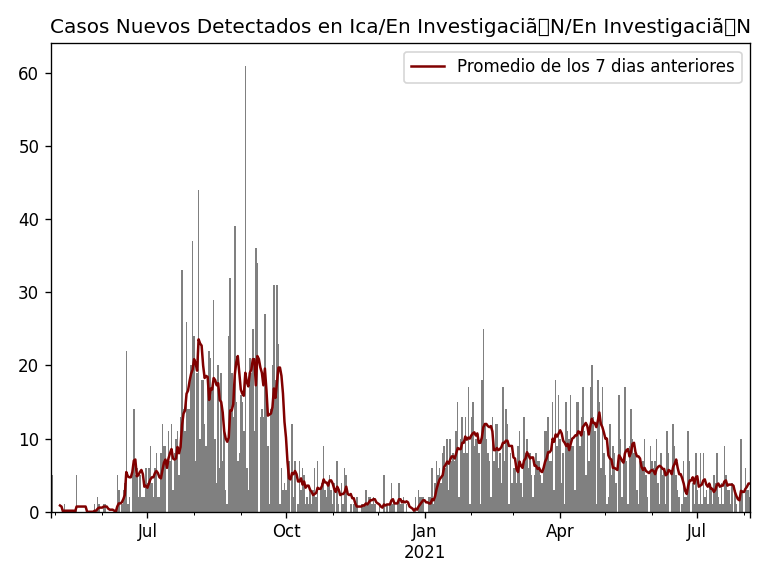 Casos Nuevos Detectados en Ica/En Investigaciã▯N/En Investigaciã▯N
Promedio de los 7 dias anteriores
60
50
40
30
20
10
0
Jul
Oct
Jan
Apr
Jul
2021